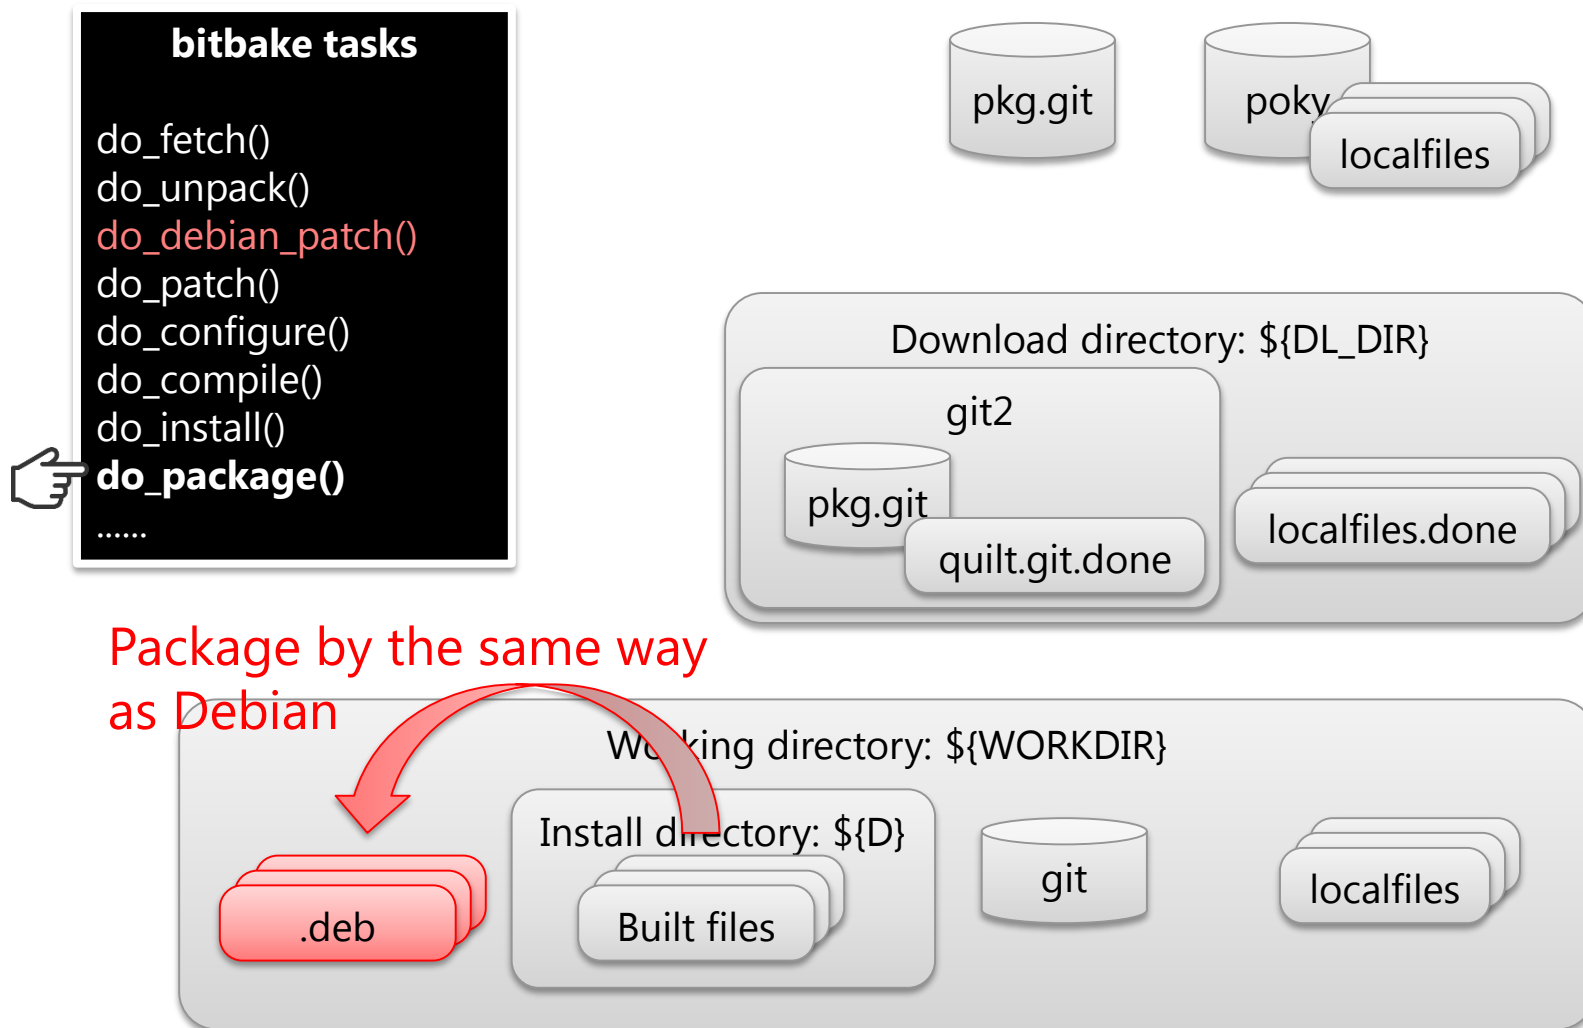 bitbake tasks
do_fetch()
do_unpack()
do_debian_patch()
do_patch()
do_configure()
do_compile()
do_install()
do_package()
......
pkg.git
poky
localfiles
Download directory: ${DL_DIR}
git2
pkg.git
quilt.git.done
localfiles.done
Package by the same way
as Debian
Working directory: ${WORKDIR}
Install directory: ${D}
.deb
Built files
git
localfiles